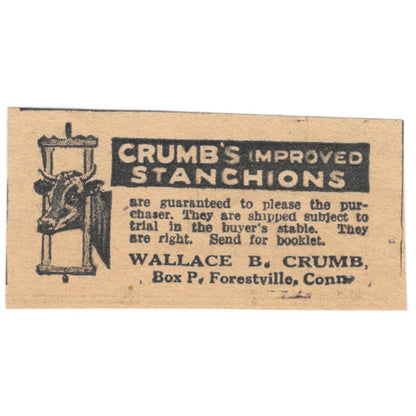 CRUMB'S IMPROVED
STANCHIONS
are guaranteed to please the pur-
chaser. They are shipped subject to
trial in the buyer's stable. They
are right. Send for booklet.
WALLACE B. CRUMB,
Box P, Forestville, Conn.